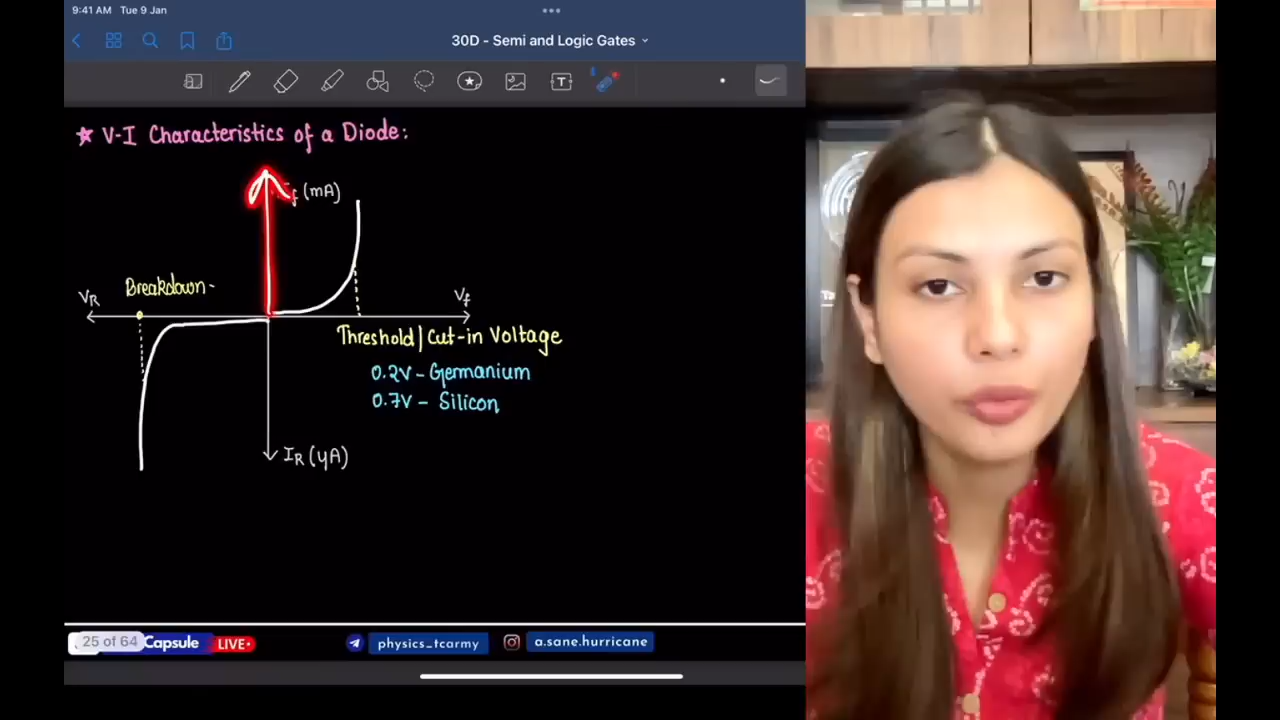 9:41 AM Tue 9 Jan
30D - Semi and Logic Gates
T
★ V-I Characteristics of a Diode:
(mA)
Breakdown-
VR
Vf
Threshold/Cut-in Voltage
0.2V - Germanium
0.7V - Silicon
IR (μA)
25 of 64 Capsule LIVE
physics_tcarmy
a.sane.hurricane